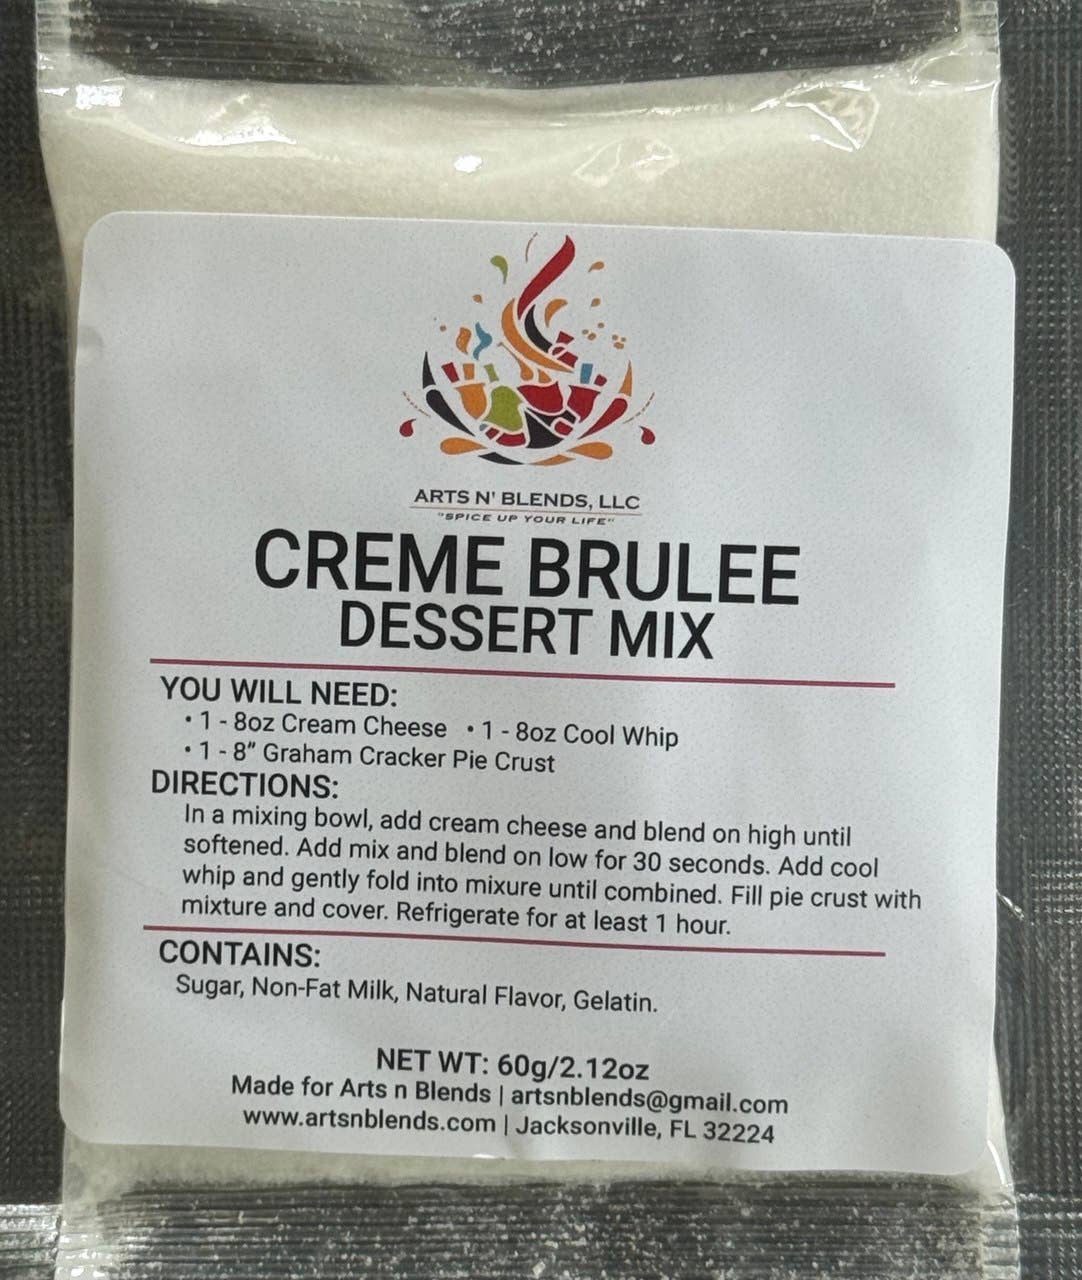 ARTS N' BLENDS, LLC
"SPICE UP YOUR LIFE"
CREME BRULEE
DESSERT MIX
YOU WILL NEED:
• 1 - 8oz Cream Cheese • 1 - 8oz Cool Whip
• 1 - 8" Graham Cracker Pie Crust
DIRECTIONS:
In a mixing bowl, add cream cheese and blend on high until
softened. Add mix and blend on low for 30 seconds. Add cool
whip and gently fold into mixure until combined. Fill pie crust with
mixture and cover. Refrigerate for at least 1 hour.
CONTAINS:
Sugar, Non-Fat Milk, Natural Flavor, Gelatin.
NET WT: 60g/2.12oz
Made for Arts n Blends | artsnblends@gmail.com
www.artsnblends.com | Jacksonville, FL 32224